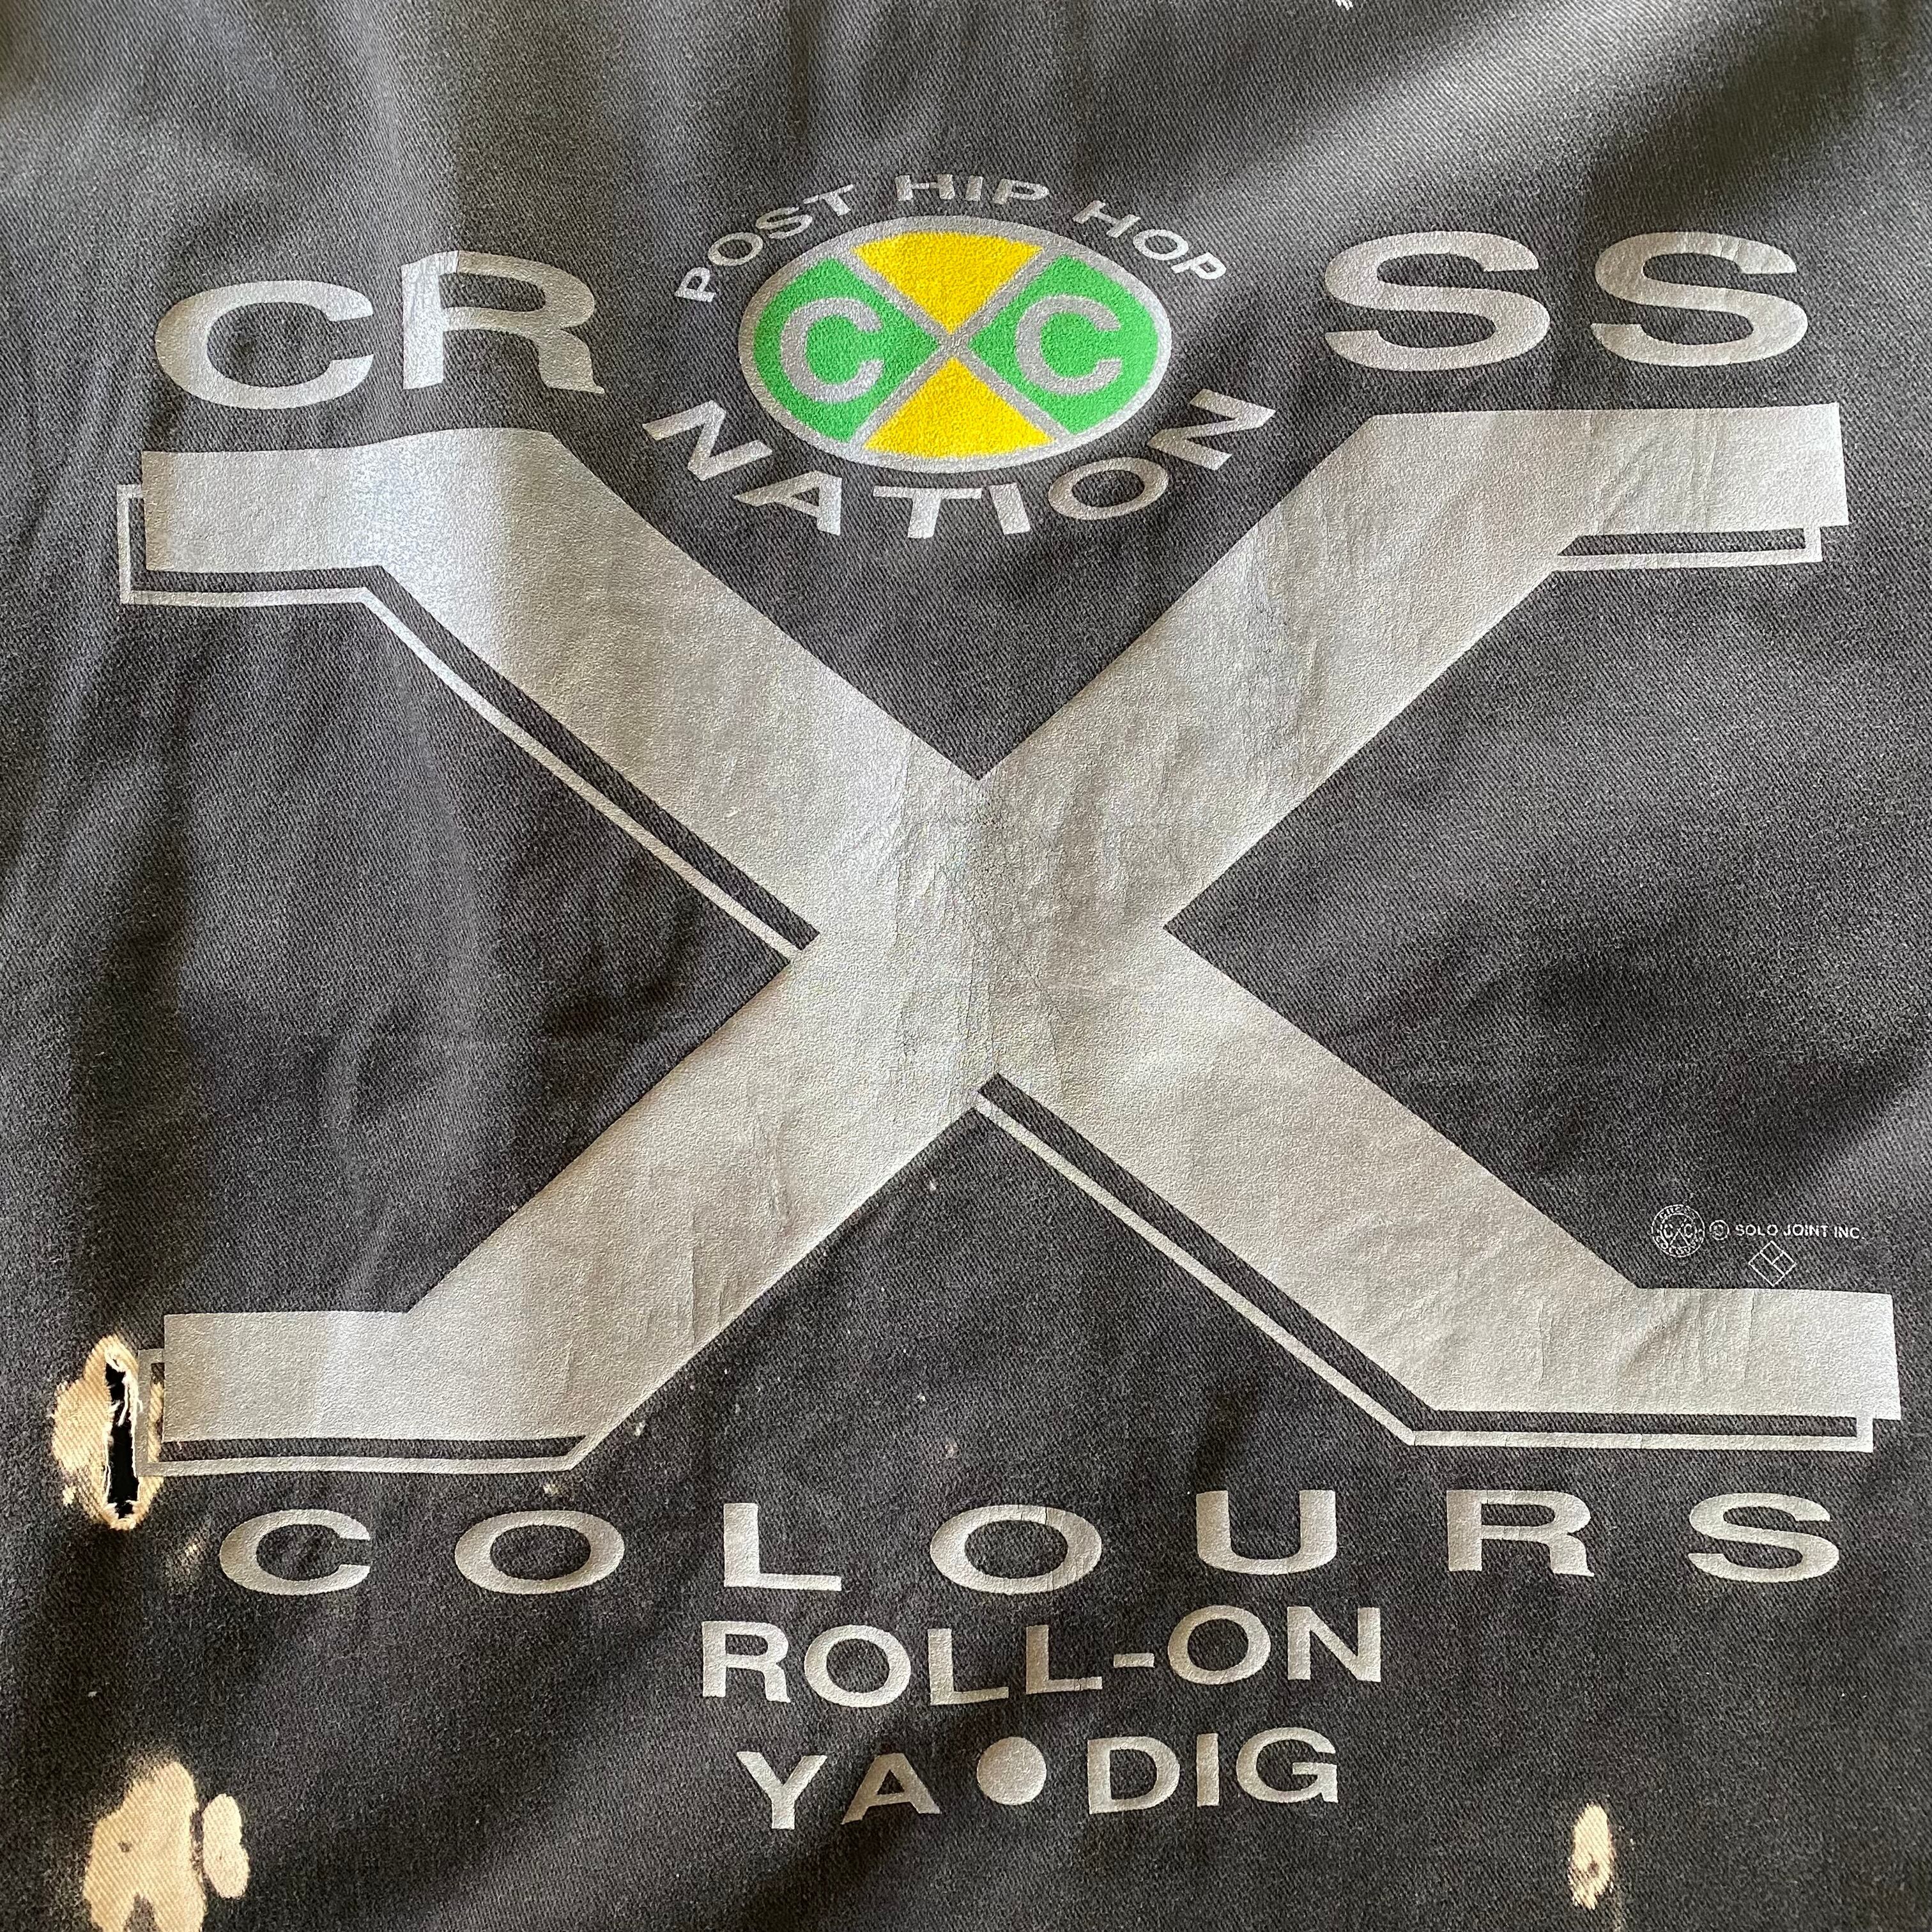 POST HIP HOP
CR SS
C C
NATION
X
© SOLO JOINT INC.
COLOURS
ROLL-ON
YA●DIG